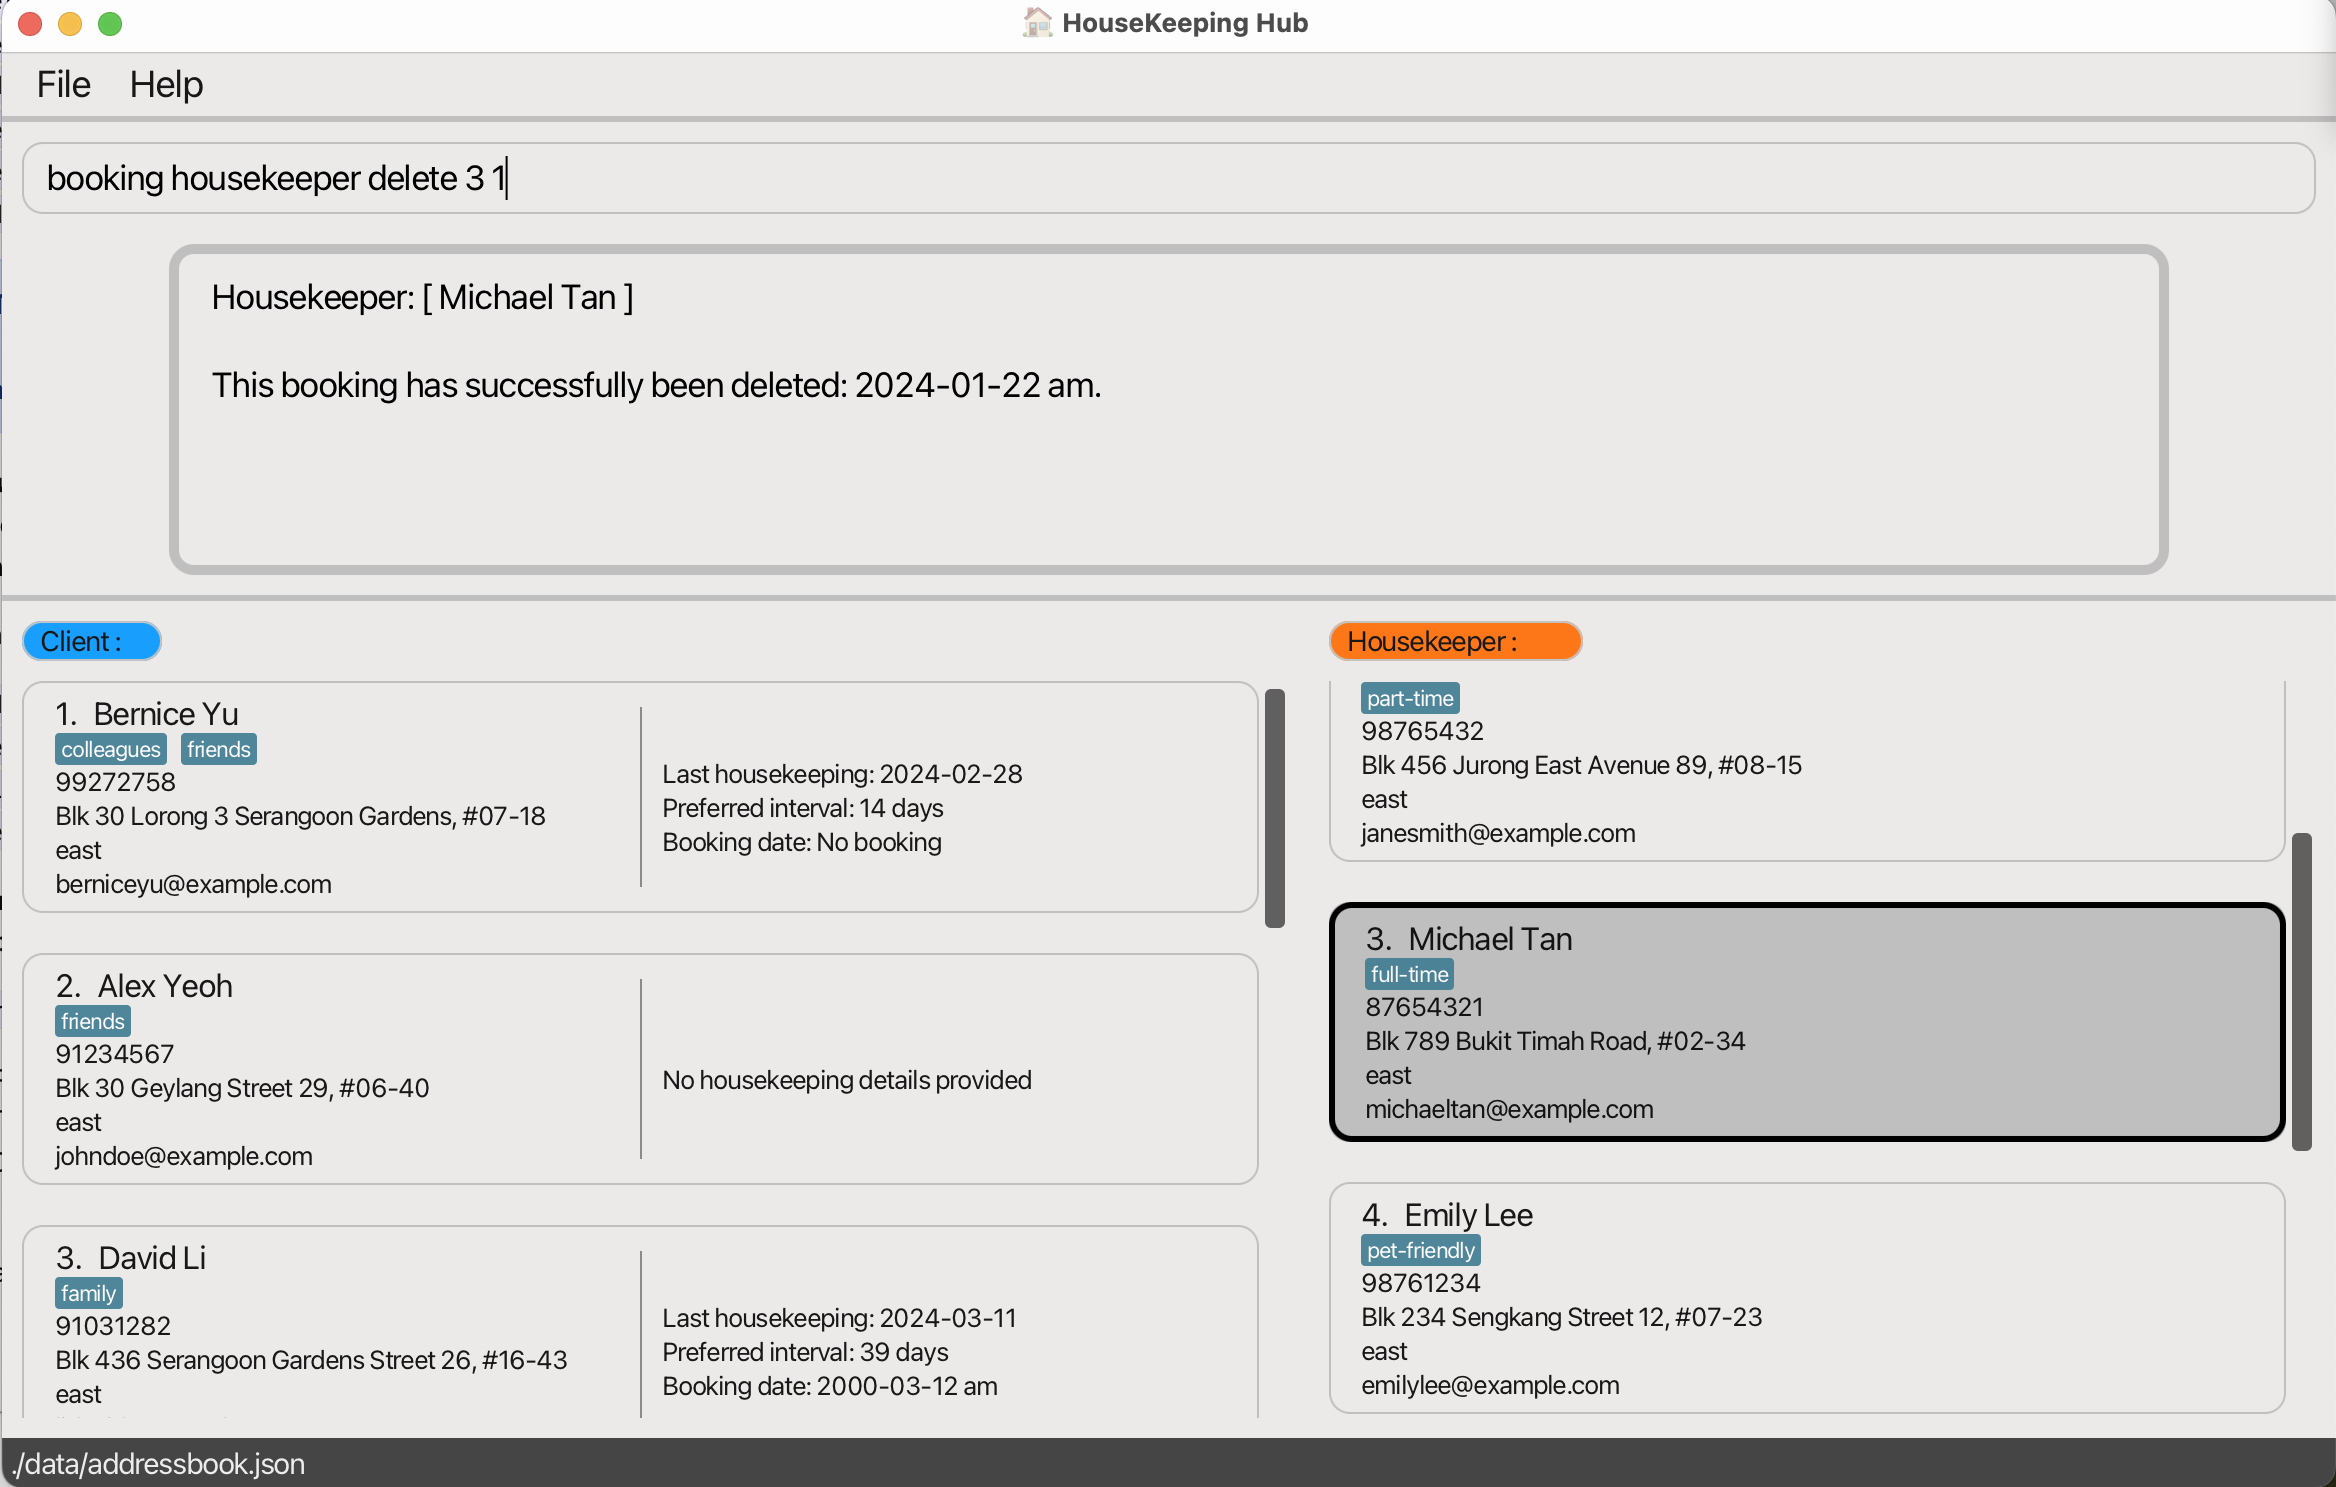 HouseKeeping Hub
File Help
booking housekeeper delete 3 1
Housekeeper: [ Michael Tan ]
This booking has successfully been deleted: 2024-01-22 am.
Client :
1. Bernice Yu
colleagues friends
99272758
Blk 30 Lorong 3 Serangoon Gardens, #07-18
east
berniceyu@example.com
Last housekeeping: 2024-02-28
Preferred interval: 14 days
Booking date: No booking
2. Alex Yeoh
friends
91234567
Blk 30 Geylang Street 29, #06-40
east
johndoe@example.com
No housekeeping details provided
3. David Li
family
91031282
Blk 436 Serangoon Gardens Street 26, #16-43
east
Last housekeeping: 2024-03-11
Preferred interval: 39 days
Booking date: 2000-03-12 am
Housekeeper :
part-time
98765432
Blk 456 Jurong East Avenue 89, #08-15
east
janesmith@example.com
3. Michael Tan
full-time
87654321
Blk 789 Bukit Timah Road, #02-34
east
michaeltan@example.com
4. Emily Lee
pet-friendly
98761234
Blk 234 Sengkang Street 12, #07-23
east
emilylee@example.com
./data/addressbook.json